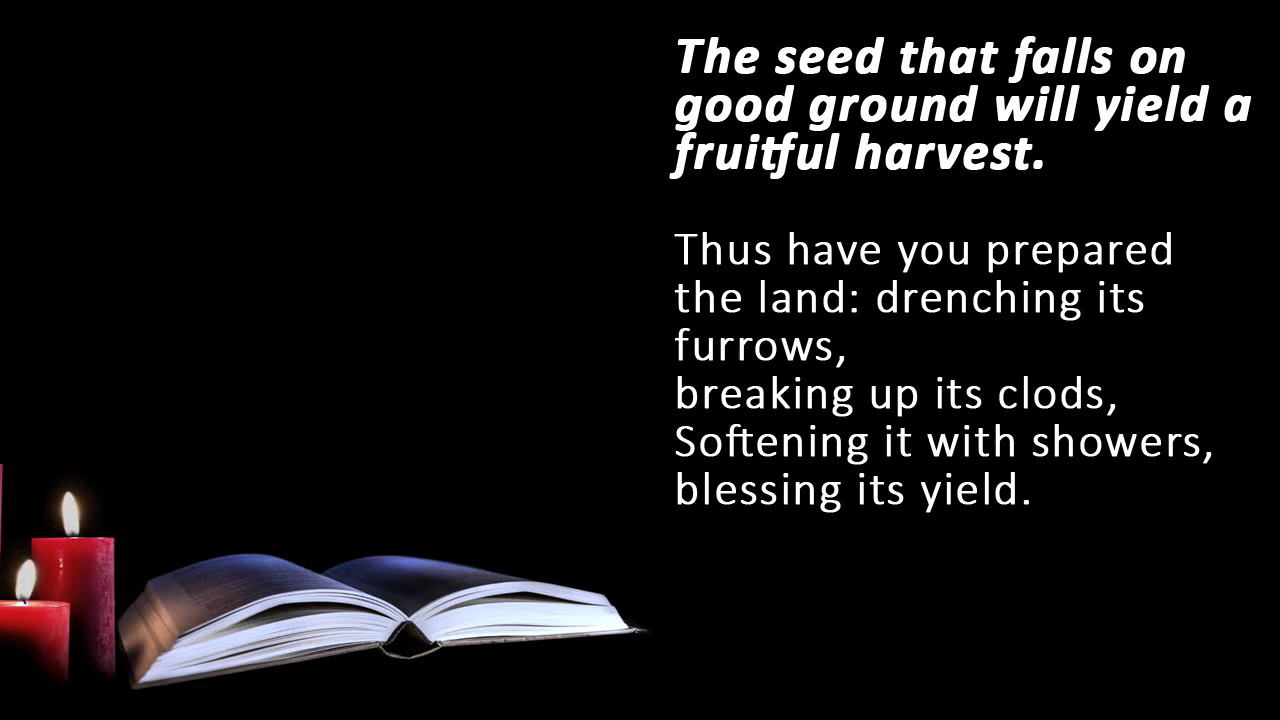 The seed that falls on
good ground will yield a
fruitful harvest.
Thus have you prepared
the land: drenching its
furrows,
breaking up its clods,
Softening it with showers,
blessing its yield.